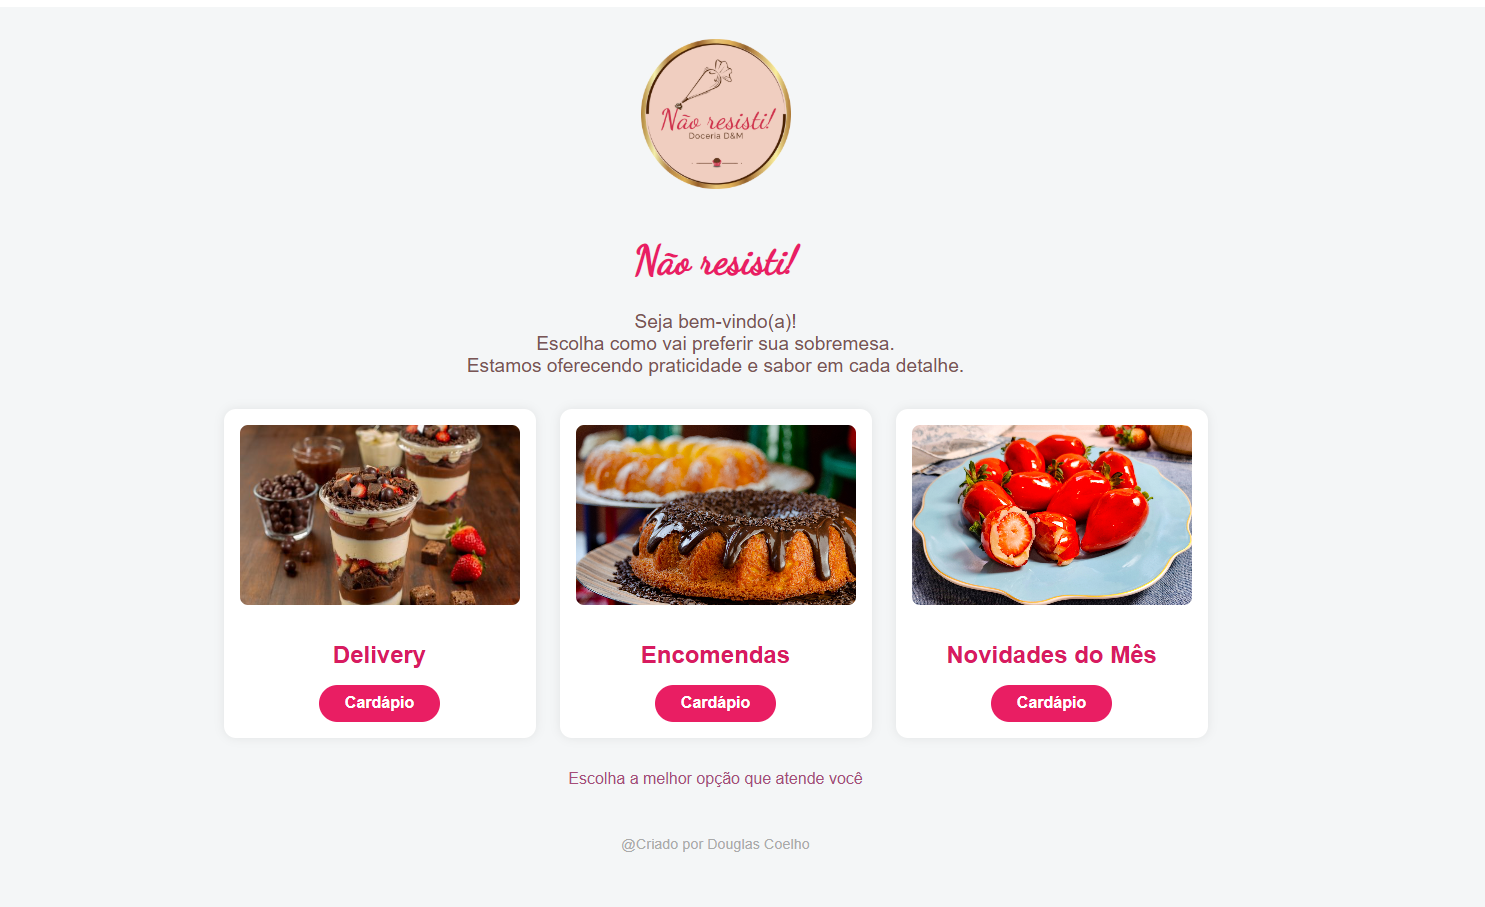 Não resisti!
Doceria D&M
Não resisti!
Seja bem-vindo(a)!
Escolha como vai preferir sua sobremesa.
Estamos oferecendo praticidade e sabor em cada detalhe.
Delivery
Encomendas
Novidades do Mês
Cardápio
Cardápio
Cardápio
Escolha a melhor opção que atende você
@Criado por Douglas Coelho